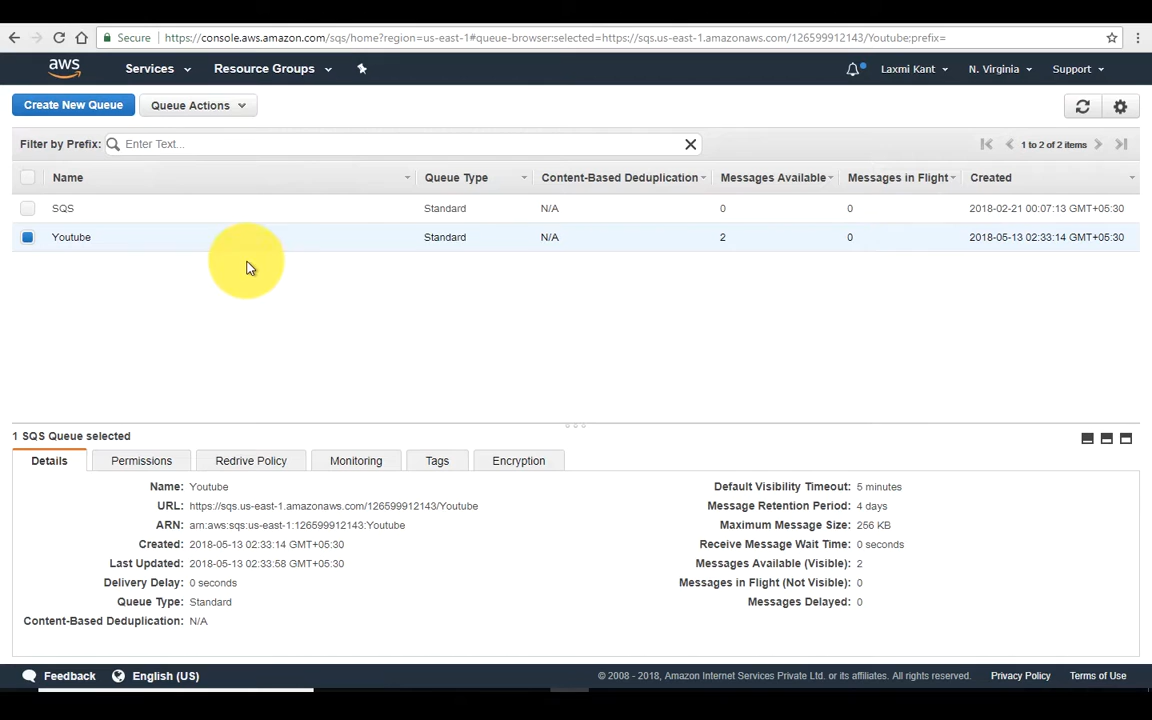 Secure https://console.aws.amazon.com/sqs/home?region=us-east-1#queue-browser:selected=https://sqs.us-east-1.amazonaws.com/126599912143/Youtube;prefix=
aws Services Resource Groups Laxmi Kant N. Virginia Support
Create New Queue Queue Actions
Filter by Prefix: Enter Text... 1 to 2 of 2 items
Name Queue Type Content-Based Deduplication Messages Available Messages in Flight Created
SQS Standard N/A 0 0 2018-02-21 00:07:13 GMT+05:30
Youtube Standard N/A 2 0 2018-05-13 02:33:14 GMT+05:30
1 SQS Queue selected
Details Permissions Redrive Policy Monitoring Tags Encryption
Name: Youtube Default Visibility Timeout: 5 minutes
URL: https://sqs.us-east-1.amazonaws.com/126599912143/Youtube Message Retention Period: 4 days
ARN: arn:aws:sqs:us-east-1:126599912143:Youtube Maximum Message Size: 256 KB
Created: 2018-05-13 02:33:14 GMT+05:30 Receive Message Wait Time: 0 seconds
Last Updated: 2018-05-13 02:33:58 GMT+05:30 Messages Available (Visible): 2
Delivery Delay: 0 seconds Messages in Flight (Not Visible): 0
Queue Type: Standard Messages Delayed: 0
Content-Based Deduplication: N/A
Feedback English (US) © 2008 - 2018, Amazon Internet Services Private Ltd. or its affiliates. All rights reserved. Privacy Policy Terms of Use